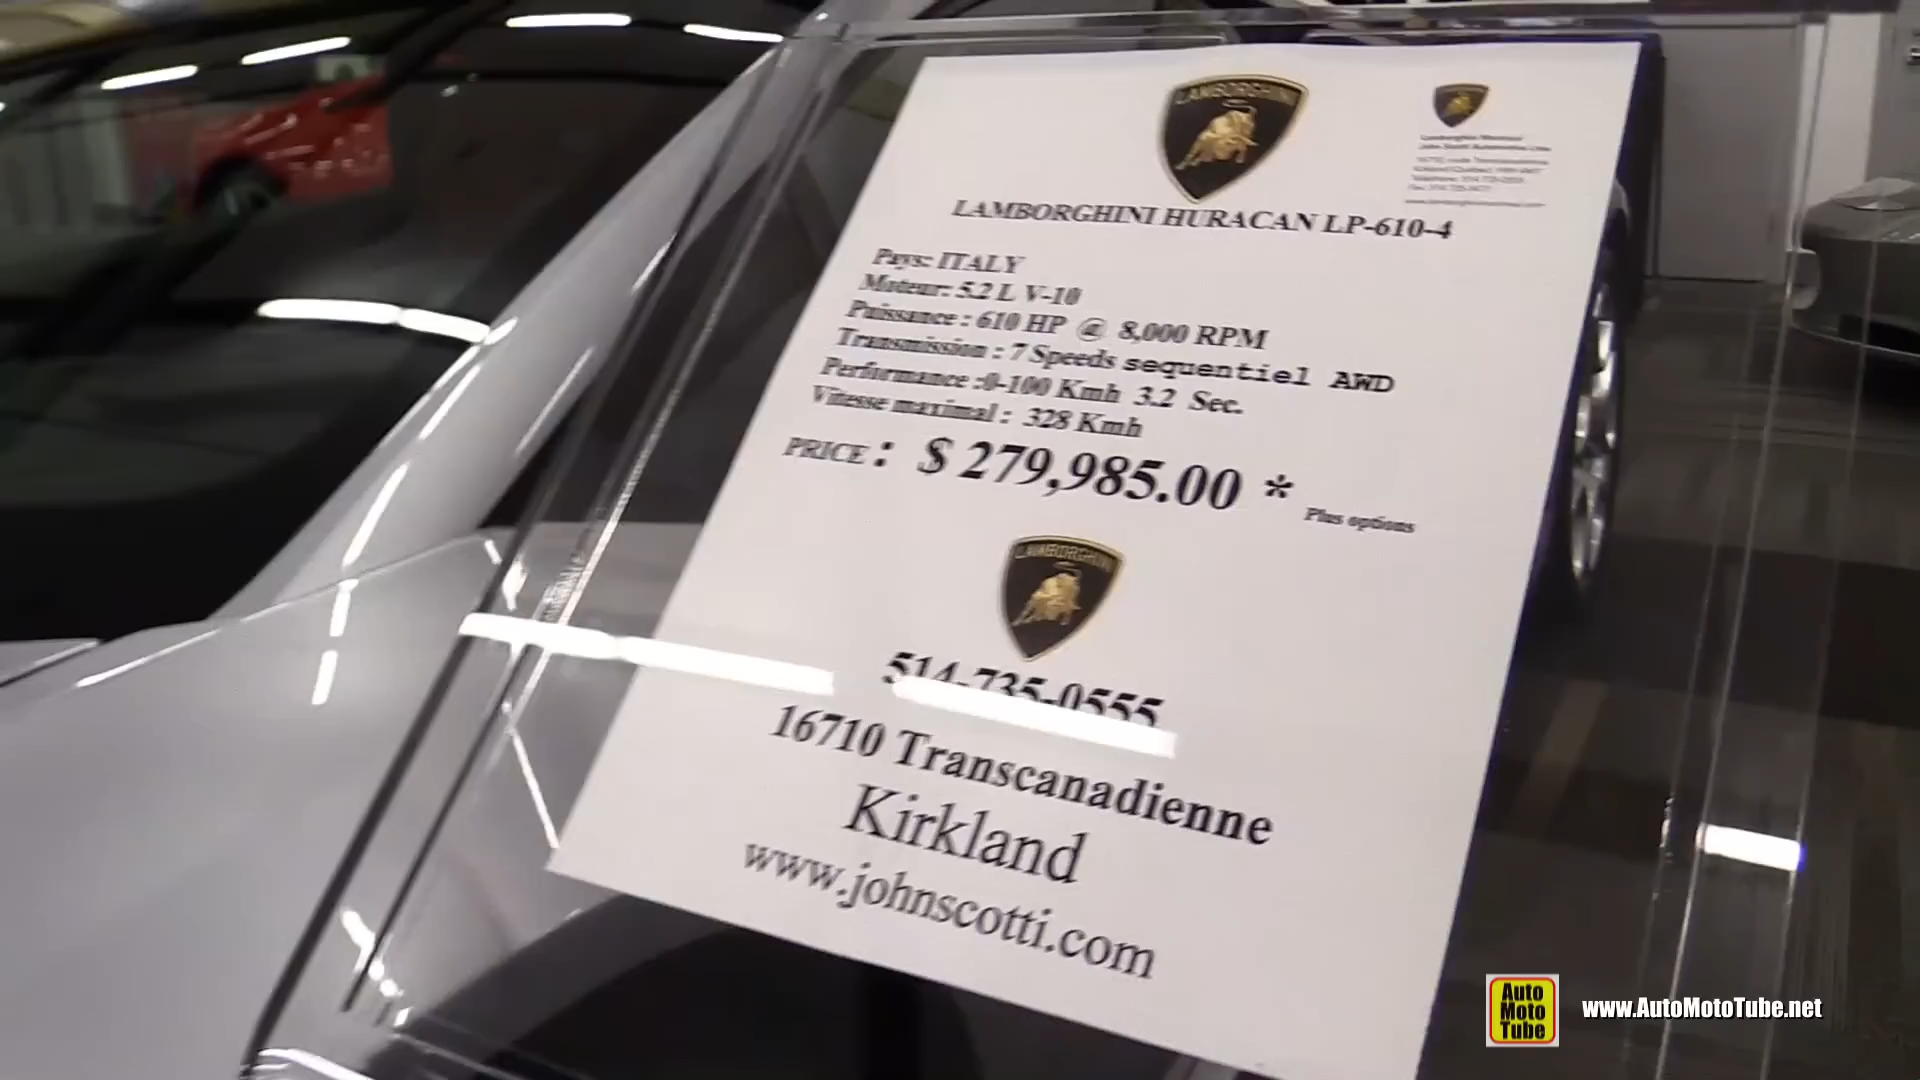 LAMBORGHINI
LAMBORGHINI HURACAN LP-610-4
Pays: ITALY
Moteur: 5.2 L V-10
Puissance : 610 HP @ 8,000 RPM
Transmission : 7 Speeds sequentiel AWD
Performance :0-100 Kmh 3.2 Sec.
Vitesse maximal : 328 Kmh
PRICE : $ 279,985.00 * Plus options
LAMBORGHINI
514-735-0555
16710 Transcanadienne
Kirkland
www.johnscotti.com
Auto
Moto
Tube
www.AutoMotoTube.net